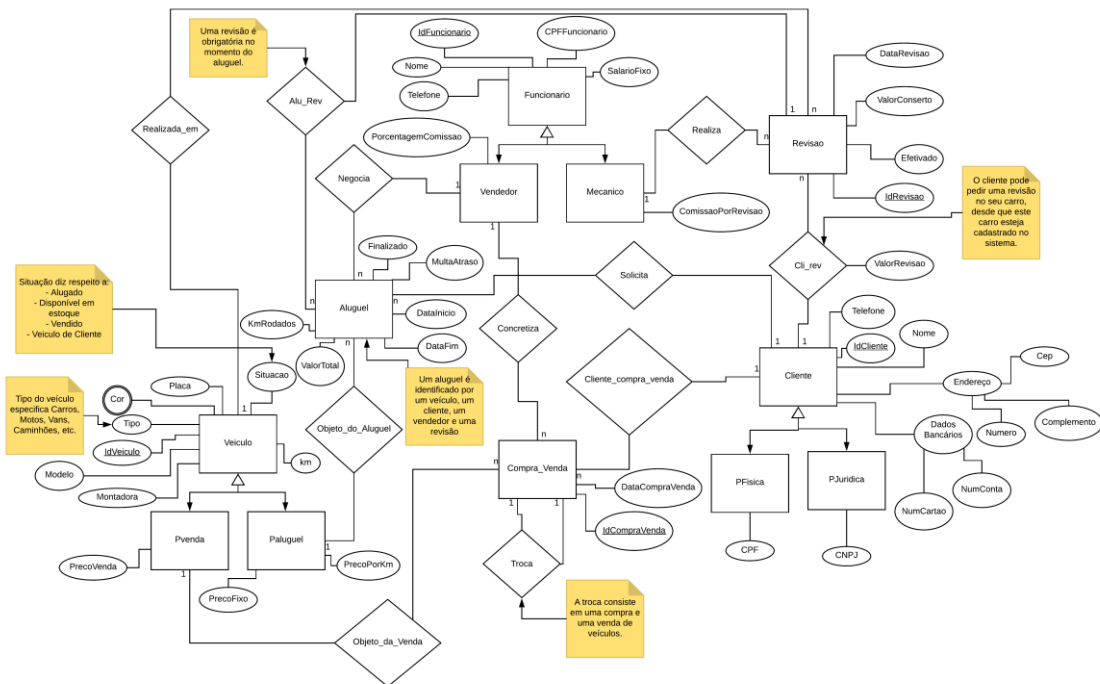 Uma revisão é
obrigatória no
momento do
aluguel.
IdFuncionario
CPFFuncionario
Nome
SalarioFixo
Telefone
Funcionario
Alu_Rev
Realizada_em
PorcentagemComissao
Negocia
1
Vendedor
1
Mecanico
1
ComissaoPorRevisao
Realiza
n
1
n
Revisao
n
DataRevisao
ValorConserto
Efetivado
IdRevisao
O cliente pode
pedir uma revisão
no seu carro,
desde que este
carro esteja
cadastrado no
sistema.
Cli_rev
ValorRevisao
Solicita
Finalizado
MultaAtraso
n
n
n
Aluguel
n
DataInicio
KmRodados
DataFim
ValorTotal
Concretiza
Situação diz respeito a:
- Alugado
- Disponível em
estoque
- Vendido
- Veiculo de Cliente
Um aluguel é
identificado por
um veículo, um
cliente, um
vendedor e uma
revisão
Cliente_compra_venda
Telefone
Nome
IdCliente
1
1
1
Cliente
Cep
Endereço
Numero
Complemento
Dados
Bancários
NumCartao
NumConta
Tipo do veículo
especifica Carros,
Motos, Vans,
Caminhões, etc.
Situacao
Placa
Cor
Tipo
IdVeiculo
Modelo
Montadora
1
Veiculo
km
Objeto_do_Aluguel
n
n
Compra_Venda
n
1
1
DataCompraVenda
IdCompraVenda
PFisica
PJuridica
CPF
CNPJ
Pvenda
1
Paluguel
1
PrecoVenda
PrecoFixo
PrecoPorKm
Troca
A troca consiste
em uma compra e
uma venda de
veículos.
Objeto_da_Venda